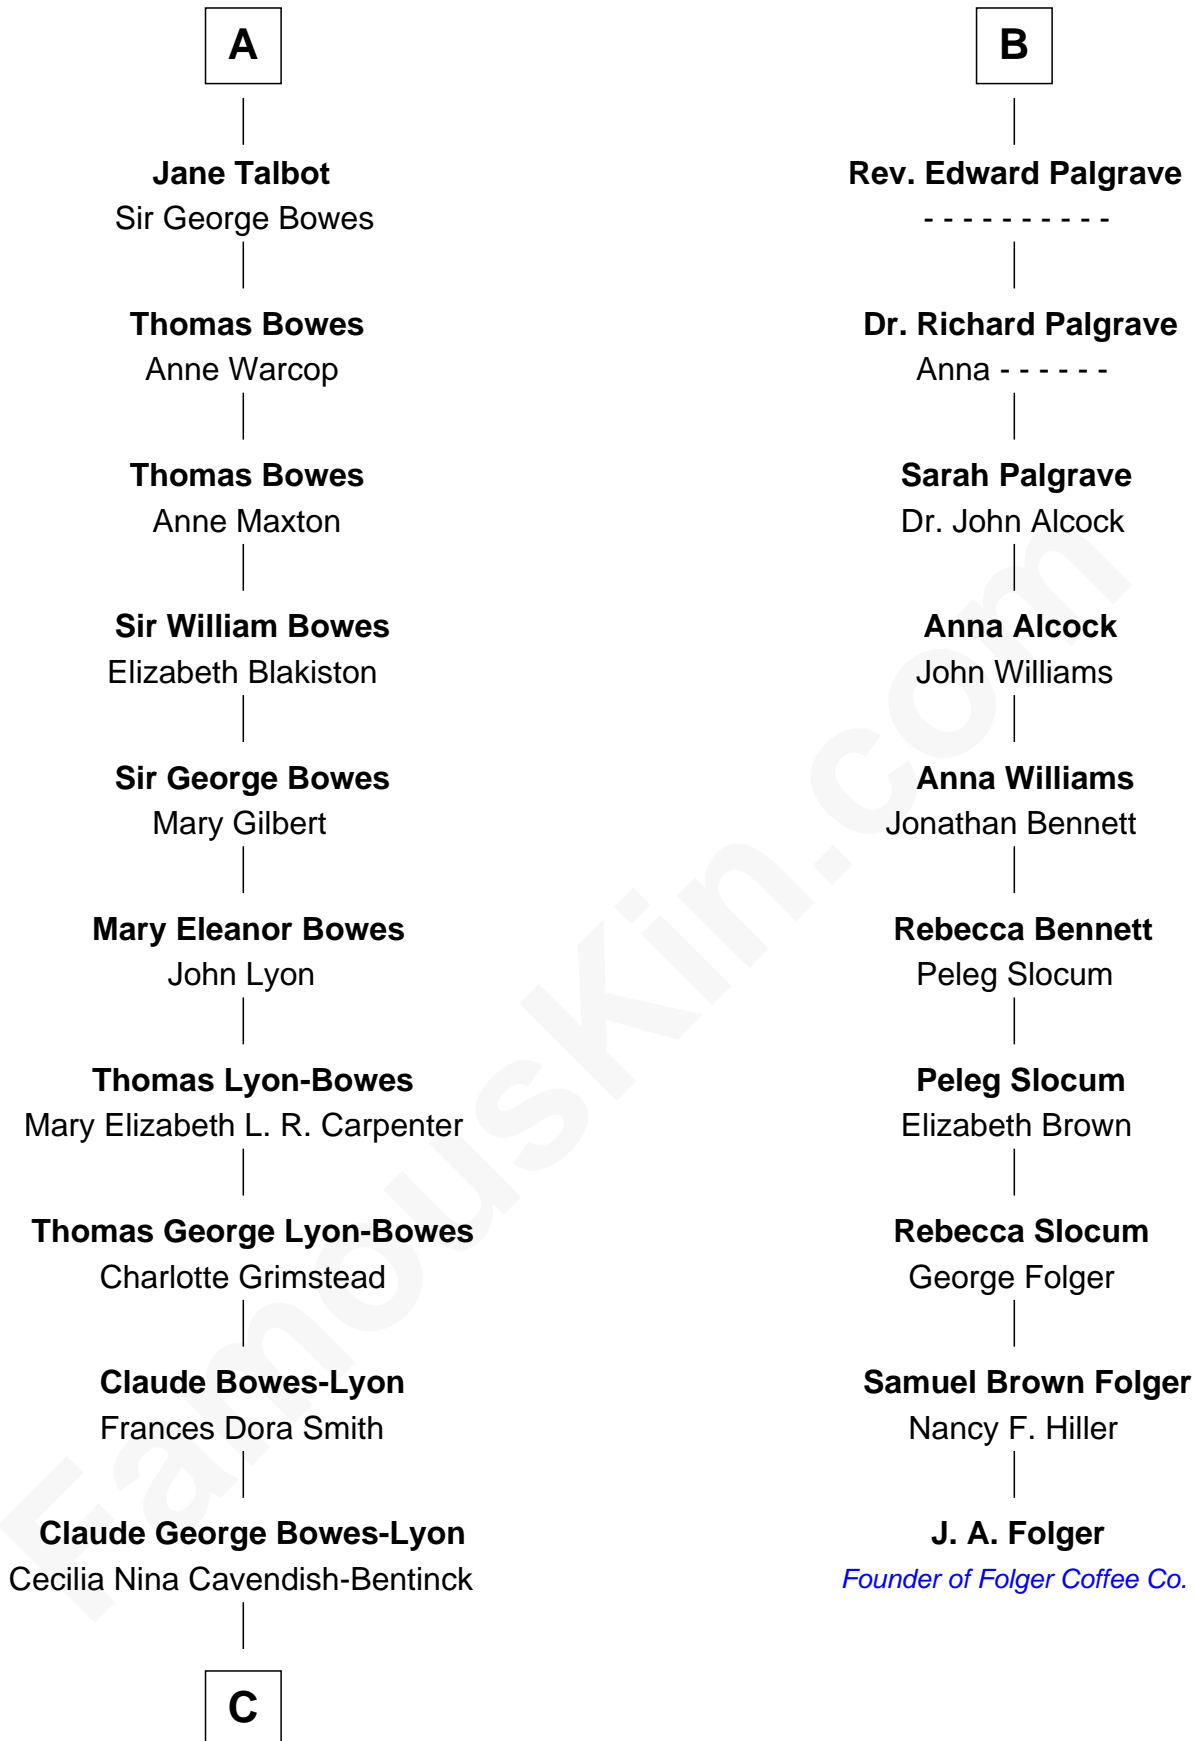 A
Jane Talbot
Sir George Bowes
Thomas Bowes
Anne Warcop
Thomas Bowes
Anne Maxton
Sir William Bowes
Elizabeth Blakiston
Sir George Bowes
Mary Gilbert
Mary Eleanor Bowes
John Lyon
Thomas Lyon-Bowes
Mary Elizabeth L. R. Carpenter
Thomas George Lyon-Bowes
Charlotte Grimstead
Claude Bowes-Lyon
Frances Dora Smith
Claude George Bowes-Lyon
Cecilia Nina Cavendish-Bentinck
C
B
Rev. Edward Palgrave
- - - - - - - - - -
Dr. Richard Palgrave
Anna - - - - - -
Sarah Palgrave
Dr. John Alcock
Anna Alcock
John Williams
Anna Williams
Jonathan Bennett
Rebecca Bennett
Peleg Slocum
Peleg Slocum
Elizabeth Brown
Rebecca Slocum
George Folger
Samuel Brown Folger
Nancy F. Hiller
J. A. Folger
Founder of Folger Coffee Co.
FamousKin.com